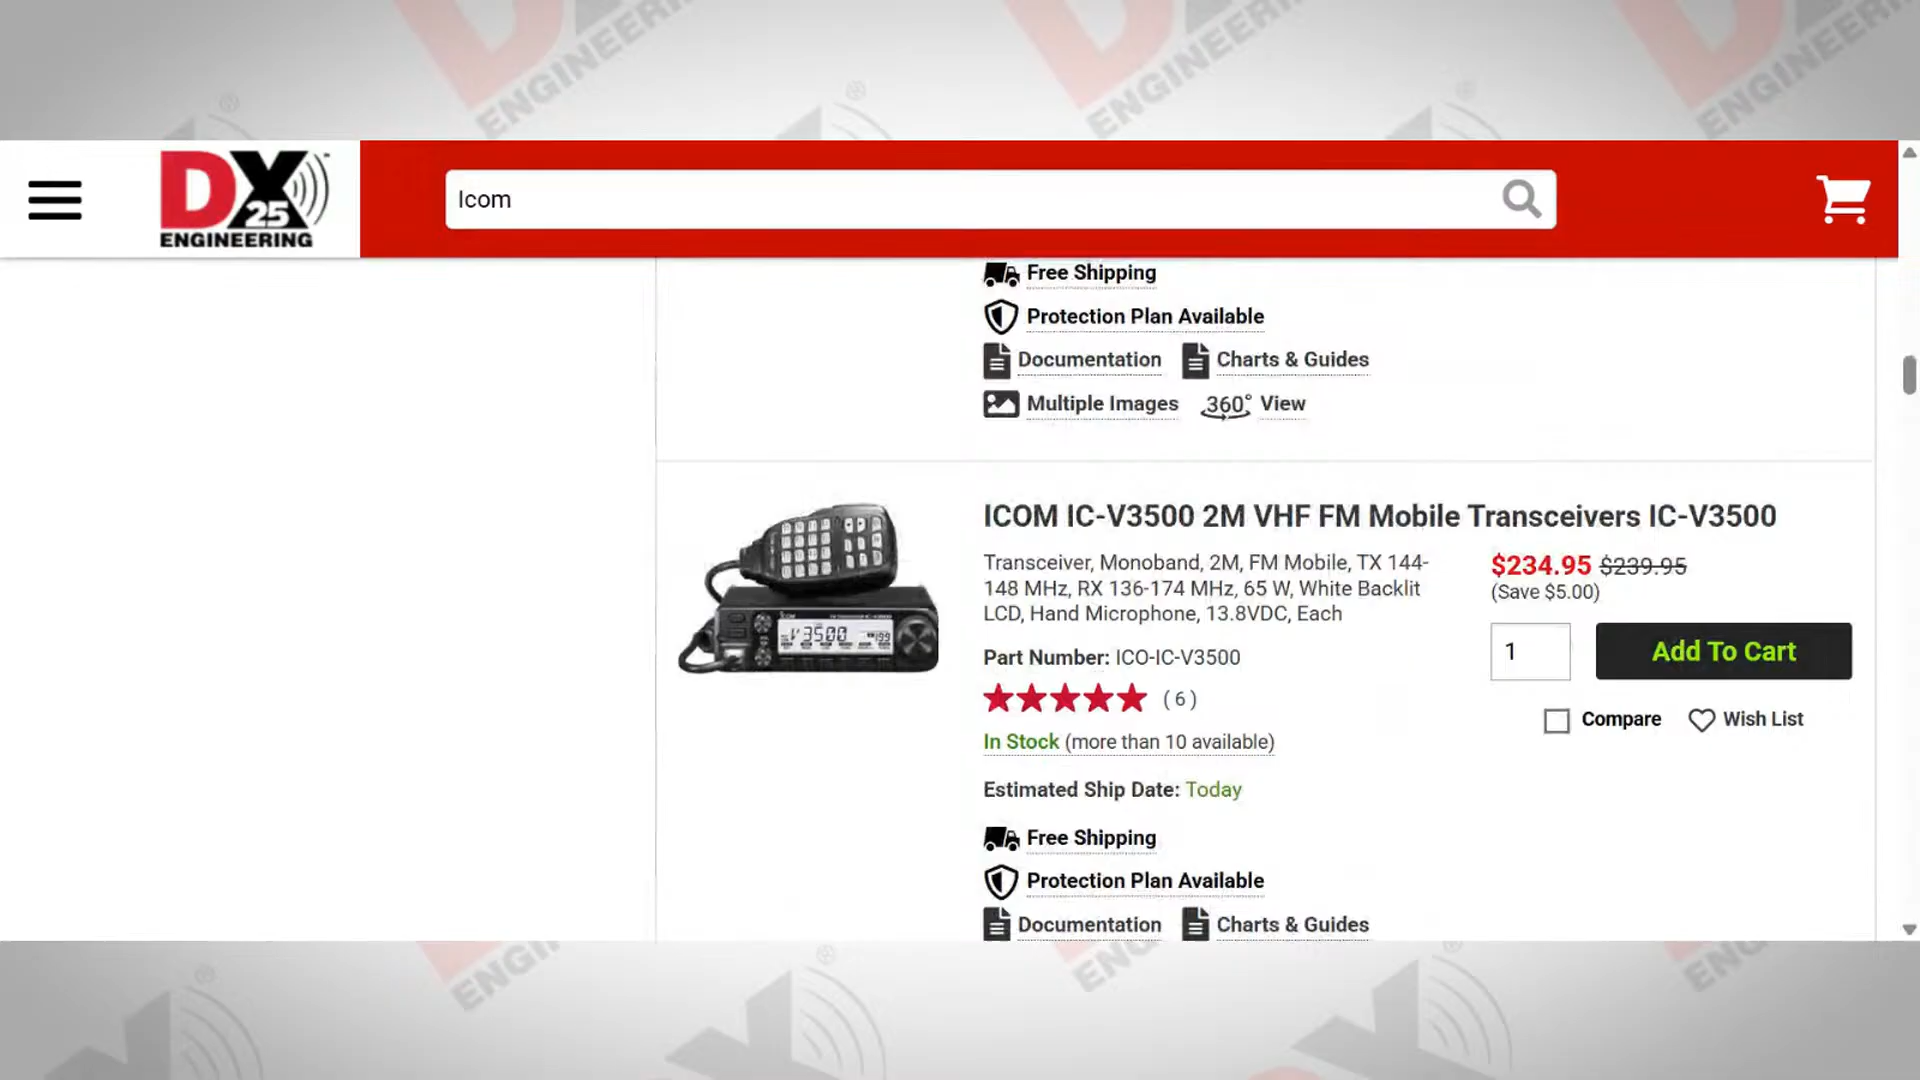 ENGINEERING
ENGINEERING
ENGINEERING
DX
25
ENGINEERING
Icom
Free Shipping
Protection Plan Available
Documentation Charts & Guides
Multiple Images 360° View
ICOM IC-V3500 2M VHF FM Mobile Transceivers IC-V3500
Transceiver, Monoband, 2M, FM Mobile, TX 144-
148 MHz, RX 136-174 MHz, 65 W, White Backlit
LCD, Hand Microphone, 13.8VDC, Each
$234.95 $239.95
(Save $5.00)
1
Add To Cart
Part Number: ICO-IC-V3500
( 6 )
Compare Wish List
In Stock (more than 10 available)
Estimated Ship Date: Today
Free Shipping
Protection Plan Available
Documentation Charts & Guides
V3500